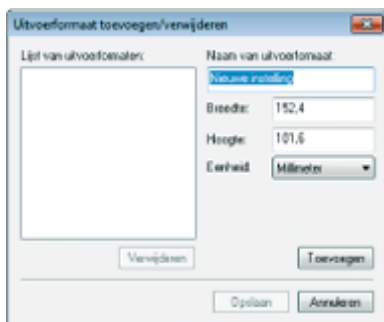 Uitvoerformaat toevoegen/verwijderen
Lijst van uitvoerformaten:
Naam van uitvoerformaat:
Nieuwe instelling
Breedte: 152,4
Hoogte: 101,6
Eenheid Millimeter
Verwijderen
Toevoegen
Opslaan
Annuleren